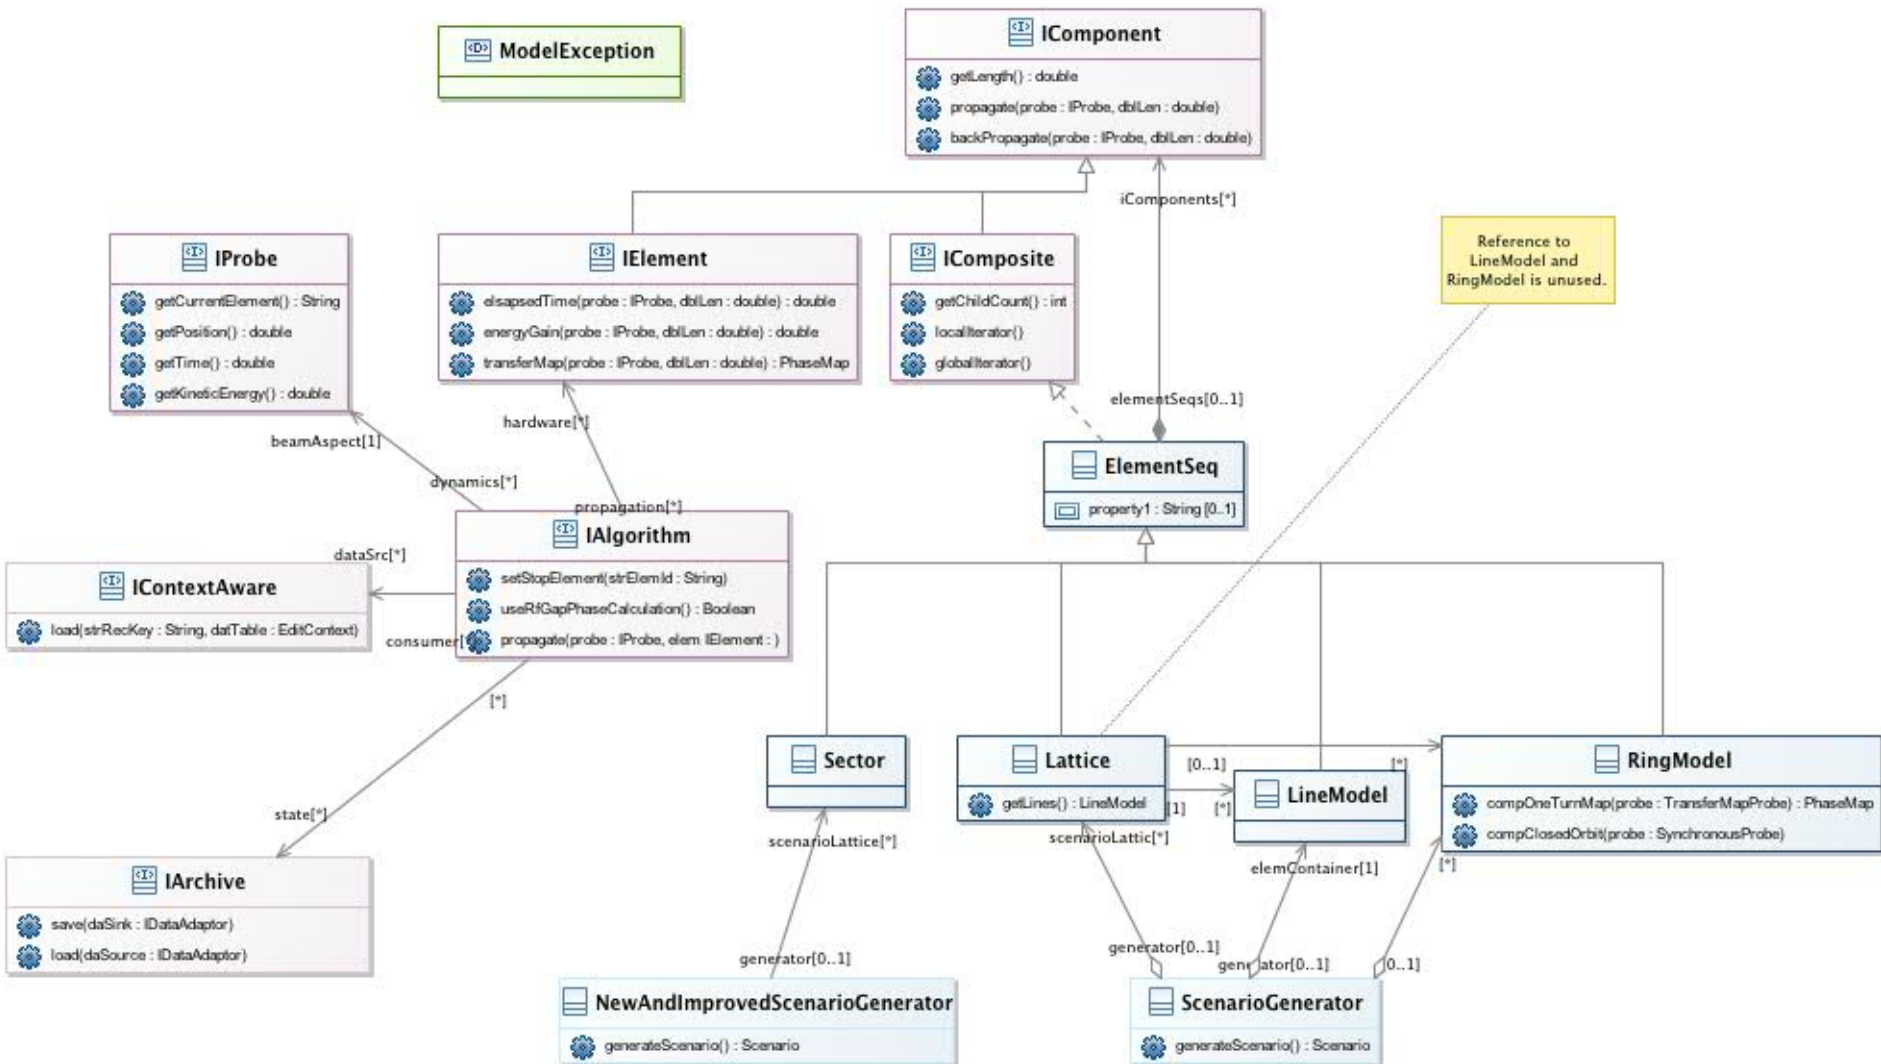 ModelException
IComponent
getLength() : double
propagate(probe : IProbe, dblLen : double)
backPropagate(probe : IProbe, dblLen : double)
iComponents[*]
Reference to
LineModel and
RingModel is unused.
IProbe
getCurrentElement() : String
getPosition() : double
getTime() : double
getKineticEnergy() : double
IElement
elsapsedTime(probe : IProbe, dblLen : double) : double
energyGain(probe : IProbe, dblLen : double) : double
transferMap(probe : IProbe, dblLen : double) : PhaseMap
IComposite
getChildCount() : int
localIterator()
globalIterator()
elementSeqs[0..1]
hardware[*]
beamAspect[1]
dynamics[*]
propagation[*]
ElementSeq
property1 : String [0..1]
IAlgorithm
setStopElement(strElemId : String)
useRfGapPhaseCalculation() : Boolean
propagate(probe : IProbe, elem IElement : )
dataSrc[*]
IContextAware
load(strRecKey : String, datTable : EditContext)
consumer[*]
[*]
state[*]
IArchive
save(daSink : IDataAdaptor)
load(daSource : IDataAdaptor)
Sector
Lattice
getLines() : LineModel
[0..1]
[*]
[1]
[*]
LineModel
RingModel
compOneTurnMap(probe : TransferMapProbe) : PhaseMap
compClosedOrbit(probe : SynchronousProbe)
scenarioLattice[*]
scenarioLattic[*]
elemContainer[1]
[*]
generator[0..1]
generator[0..1]
generator[0..1]
[0..1]
NewAndImprovedScenarioGenerator
generateScenario() : Scenario
ScenarioGenerator
generateScenario() : Scenario